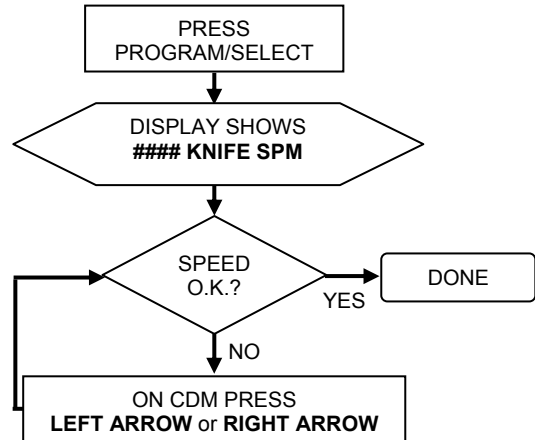 PRESS
PROGRAM/SELECT
DISPLAY SHOWS
#### KNIFE SPM
SPEED
O.K.?
YES
DONE
NO
ON CDM PRESS
LEFT ARROW or RIGHT ARROW